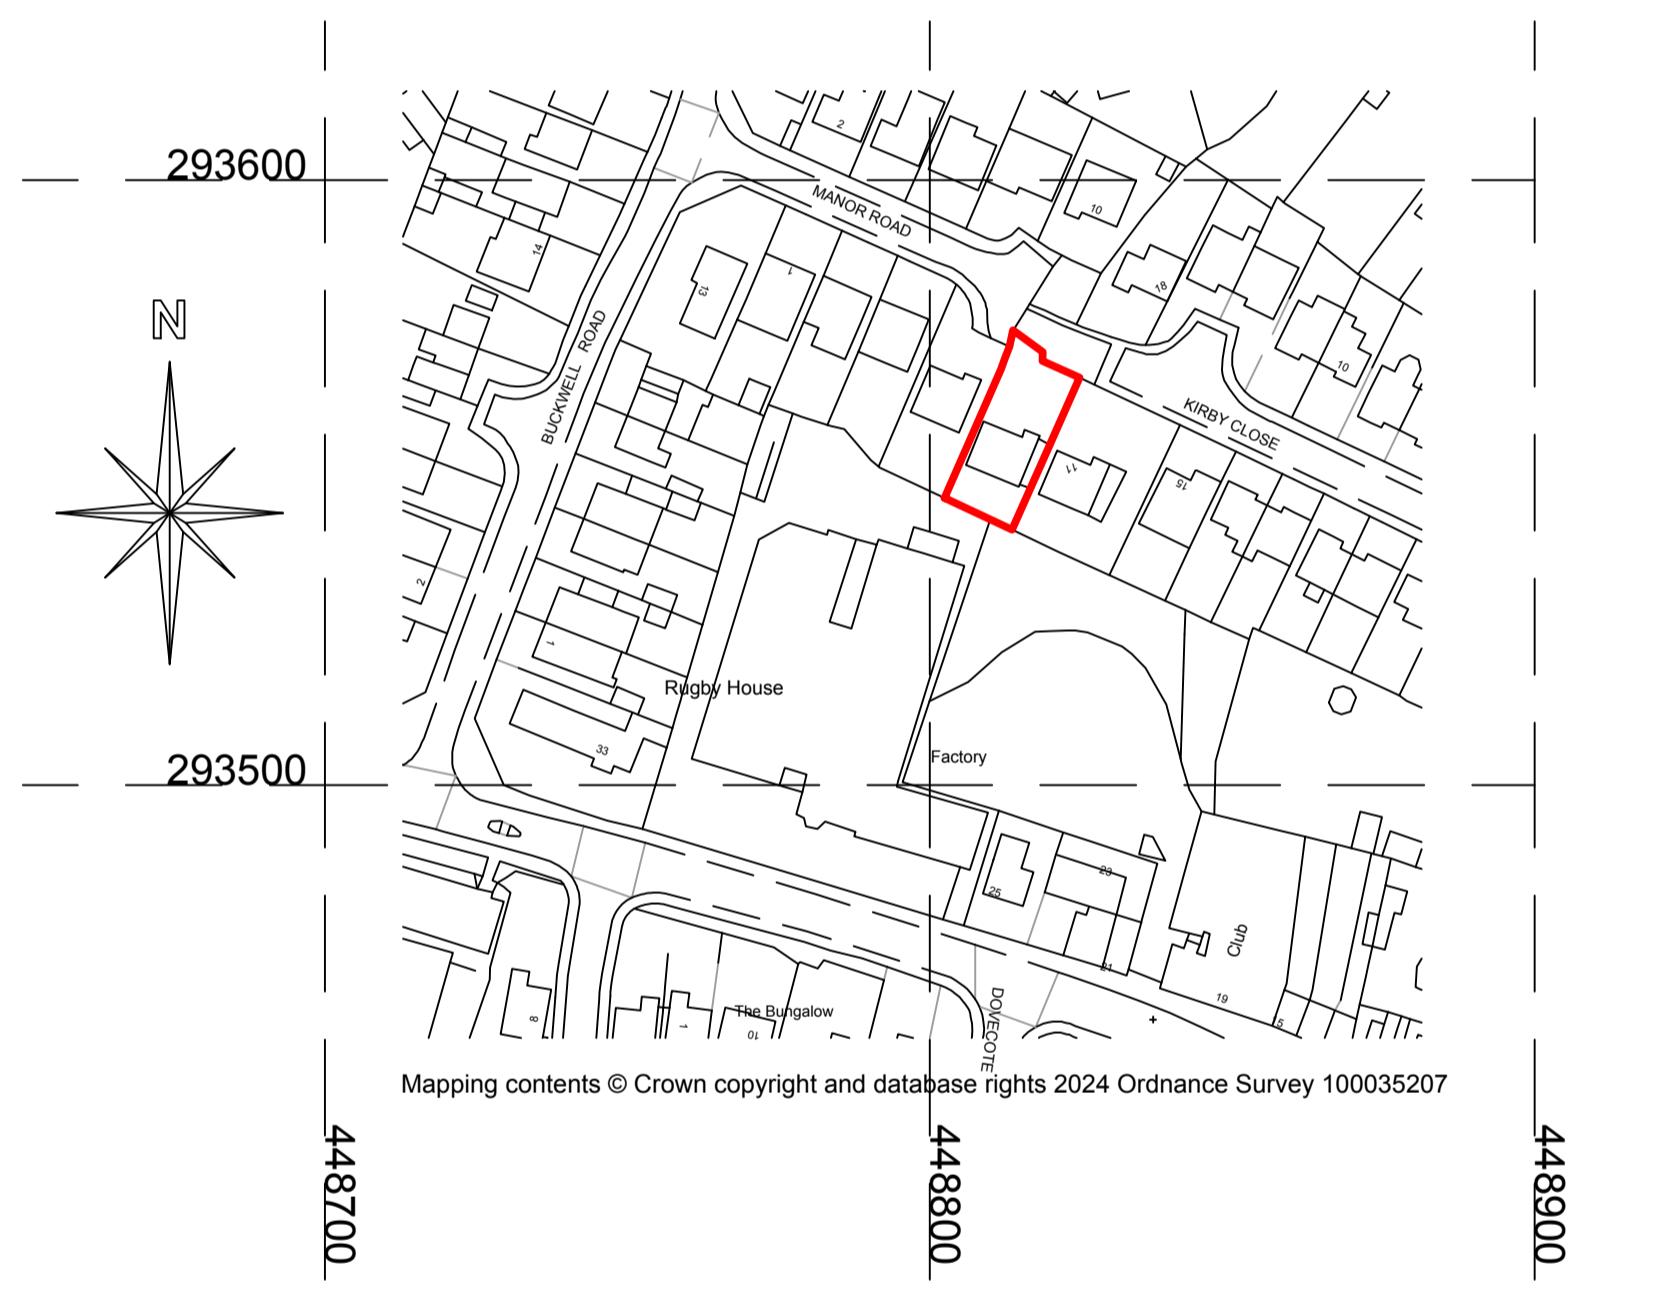 2
293600
MANOR ROAD
10
14
1
13
18
N
BUCKWELL ROAD
10
KIRBY CLOSE
11
15
2
1
Rugby House
33
Factory
293500
23
25
Club
21
19
5
The Bungalow
8
1
10
DOVECOTE
Mapping contents © Crown copyright and database rights 2024 Ordnance Survey 100035207
448700
448800
448900